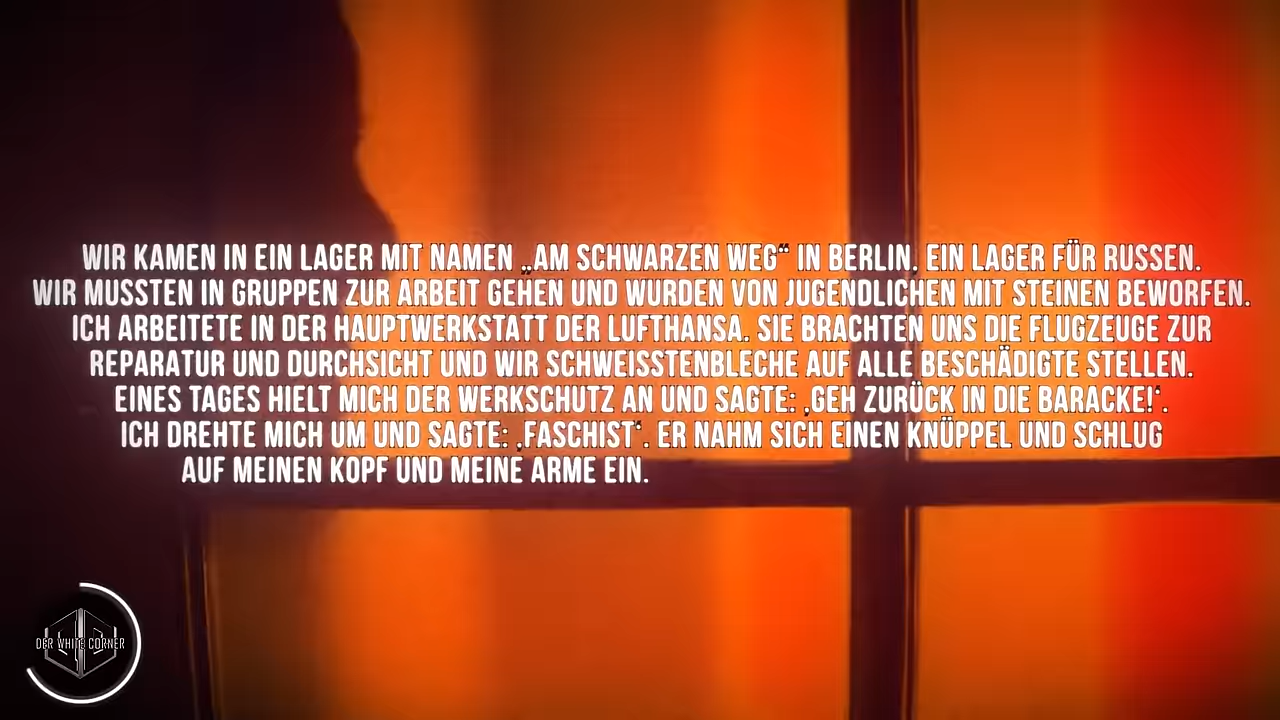 WIR KAMEN IN EIN LAGER MIT NAMEN „AM SCHWARZEN WEG“ IN BERLIN, EIN LAGER FÜR RUSSEN.
WIR MUSSTEN IN GRUPPEN ZUR ARBEIT GEHEN UND WURDEN VON JUGENDLICHEN MIT STEINEN BEWORFEN.
ICH ARBEITETE IN DER HAUPTWERKSTATT DER LUFTHANSA. SIE BRACHTEN UNS DIE FLUGZEUGE ZUR
REPARATUR UND DURCHSICHT UND WIR SCHWEISSTENBLECHE AUF ALLE BESCHÄDIGTE STELLEN.
EINES TAGES HIELT MICH DER WERKSCHUTZ AN UND SAGTE: ‚GEH ZURÜCK IN DIE BARACKE!‘.
ICH DREHTE MICH UM UND SAGTE: ‚FASCHIST‘. ER NAHM SICH EINEN KNÜPPEL UND SCHLUG
AUF MEINEN KOPF UND MEINE ARME EIN.
DER WHITE CORNER